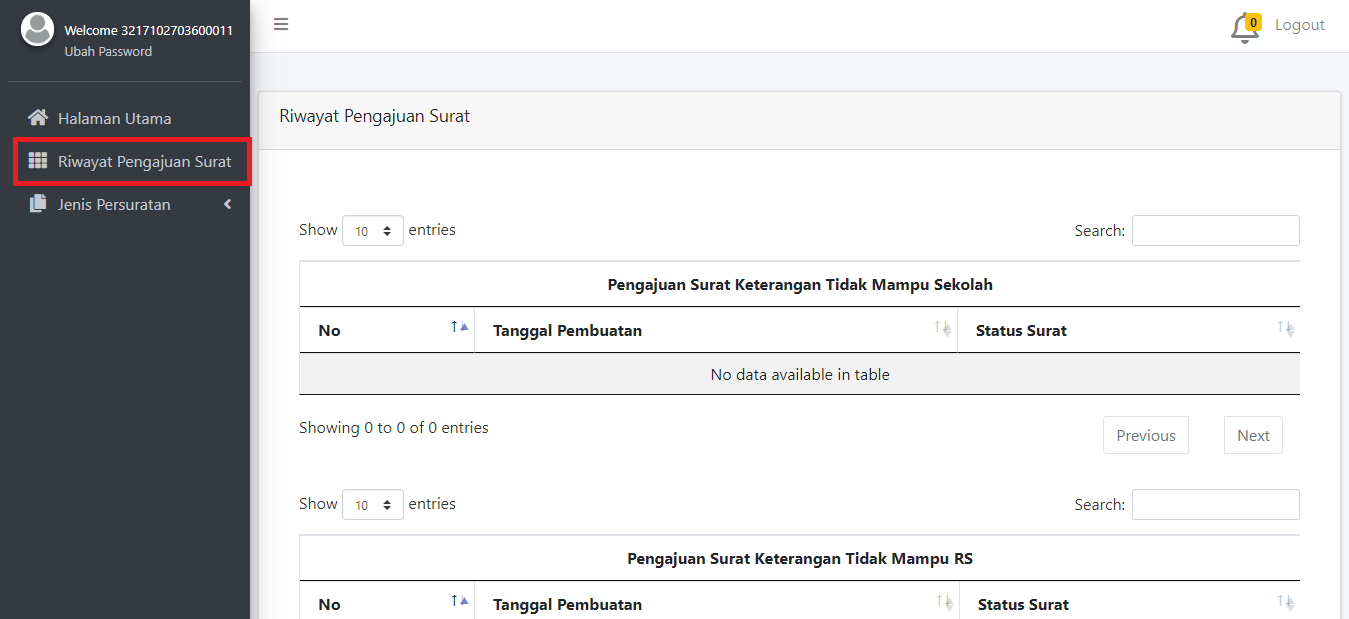 Welcome 3217102703600011
Ubah Password
Halaman Utama
Riwayat Pengajuan Surat
Jenis Persuratan
0
Logout
Riwayat Pengajuan Surat
Show 10 entries
Search:
Pengajuan Surat Keterangan Tidak Mampu Sekolah
No Tanggal Pembuatan Status Surat
No data available in table
Showing 0 to 0 of 0 entries
Previous Next
Show 10 entries
Search:
Pengajuan Surat Keterangan Tidak Mampu RS
No Tanggal Pembuatan Status Surat